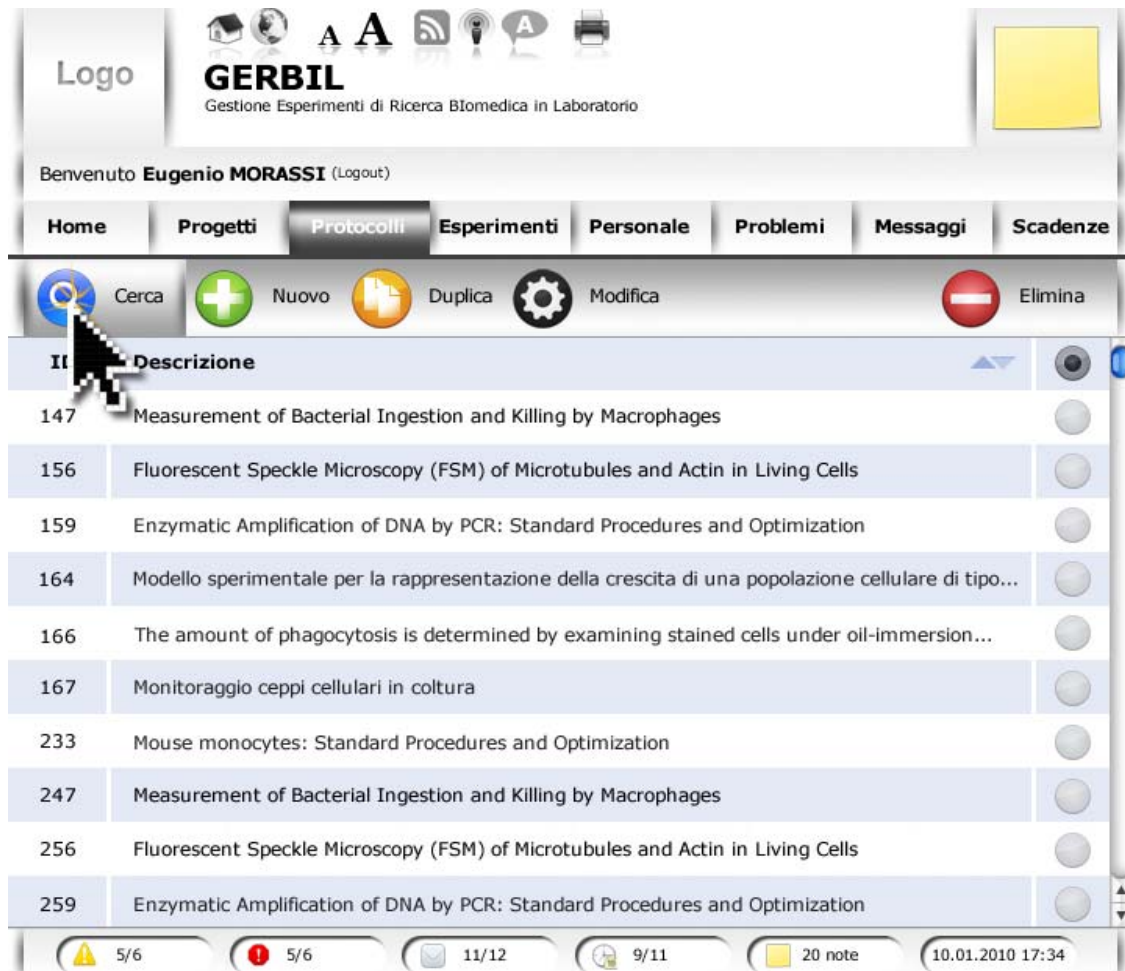 Logo
A A A
GERBIL
Gestione Esperimenti di Ricerca BIomedica in Laboratorio
Benvenuto Eugenio MORASSI (Logout)
Home Progetti Protocolli Esperimenti Personale Problemi Messaggi Scadenze
Cerca Nuovo Duplica Modifica Elimina
Descrizione
147 Measurement of Bacterial Ingestion and Killing by Macrophages
156 Fluorescent Speckle Microscopy (FSM) of Microtubules and Actin in Living Cells
159 Enzymatic Amplification of DNA by PCR: Standard Procedures and Optimization
164 Modello sperimentale per la rappresentazione della crescita di una popolazione cellulare di tipo...
166 The amount of phagocytosis is determined by examining stained cells under oil-immersion...
167 Monitoraggio ceppi cellulari in coltura
233 Mouse monocytes: Standard Procedures and Optimization
247 Measurement of Bacterial Ingestion and Killing by Macrophages
256 Fluorescent Speckle Microscopy (FSM) of Microtubules and Actin in Living Cells
259 Enzymatic Amplification of DNA by PCR: Standard Procedures and Optimization
5/6 5/6 11/12 9/11 20 note 10.01.2010 17:34